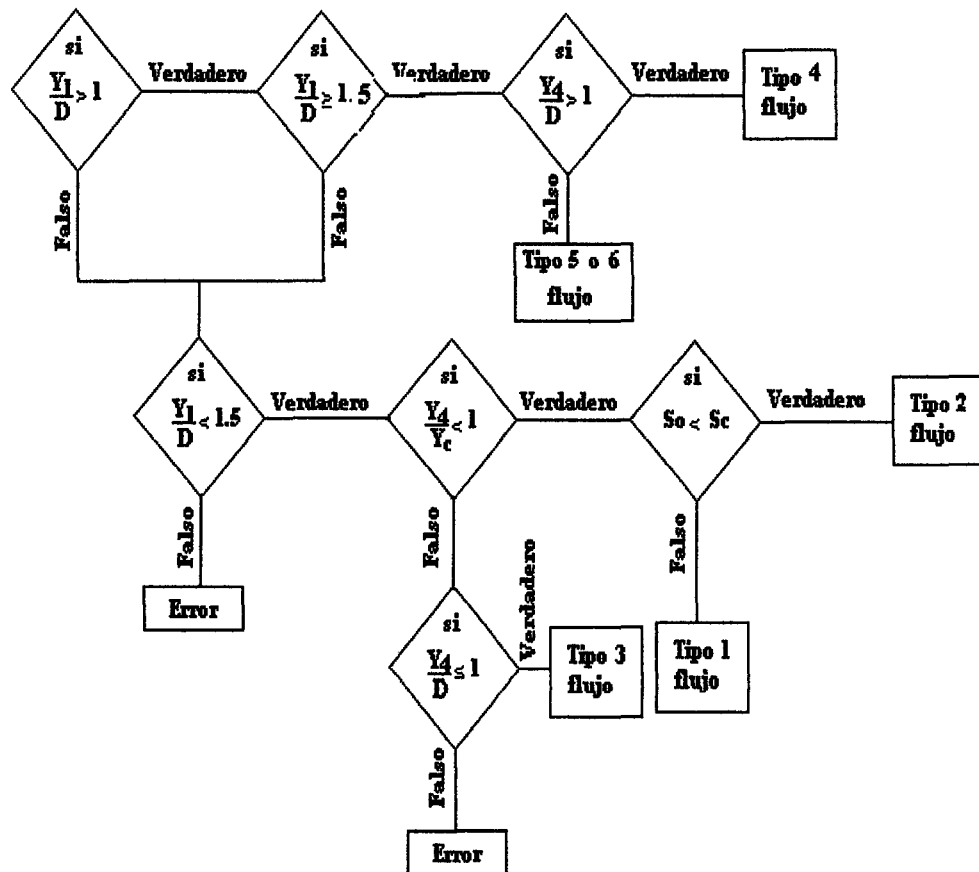 si
Y1
D > 1
Verdadero
Falso
si
Y1
D ≥ 1.5
Verdadero
Falso
si
Y4
D > 1
Verdadero
Tipo 4
flujo
Falso
Tipo 5 o 6
flujo
si
Y1
D < 1.5
Verdadero
Falso
Error
si
Y4
Yc < 1
Verdadero
Falso
si
So < Sc
Verdadero
Tipo 2
flujo
Falso
Tipo 1
flujo
si
Y4
D ≤ 1
Verdadero
Tipo 3
flujo
Falso
Error